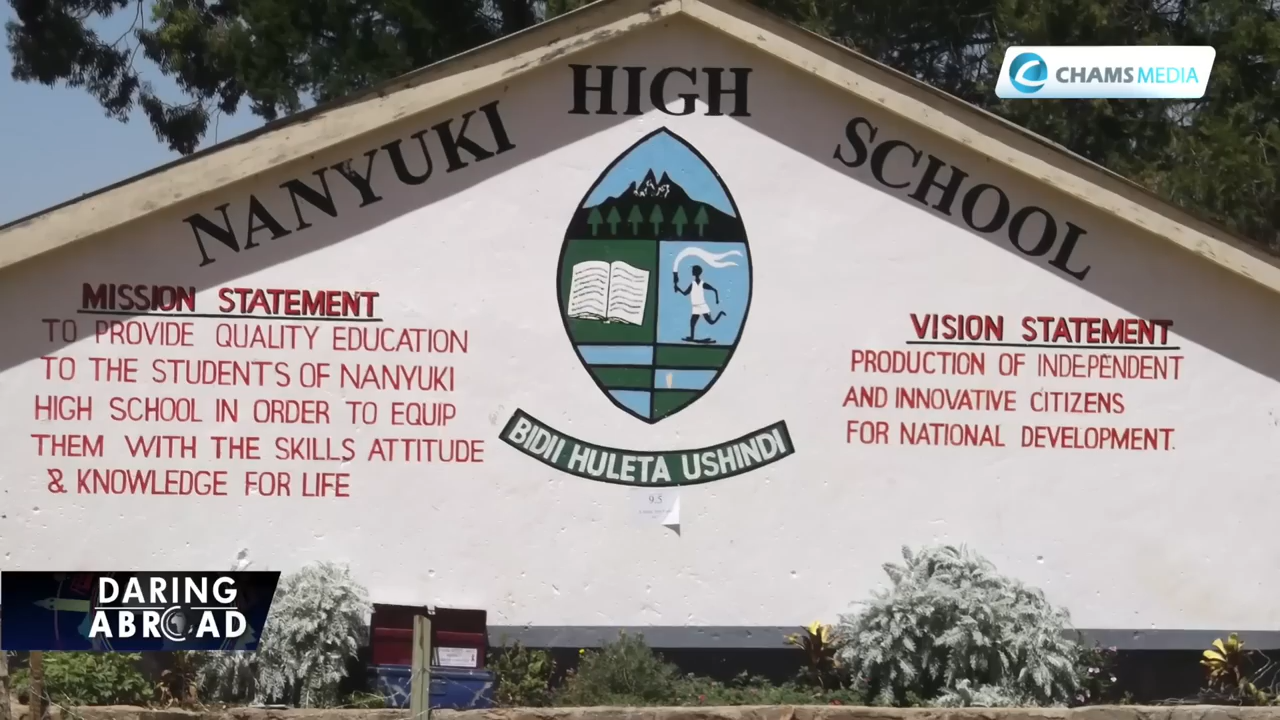 CHAMS MEDIA
NANYUKI HIGH SCHOOL
MISSION STATEMENT
TO PROVIDE QUALITY EDUCATION
TO THE STUDENTS OF NANYUKI
HIGH SCHOOL IN ORDER TO EQUIP
THEM WITH THE SKILLS ATTITUDE
& KNOWLEDGE FOR LIFE
VISION STATEMENT
PRODUCTION OF INDEPENDENT
AND INNOVATIVE CITIZENS
FOR NATIONAL DEVELOPMENT.
BIDII HULETA USHINDI
9.5
DARING
ABROAD